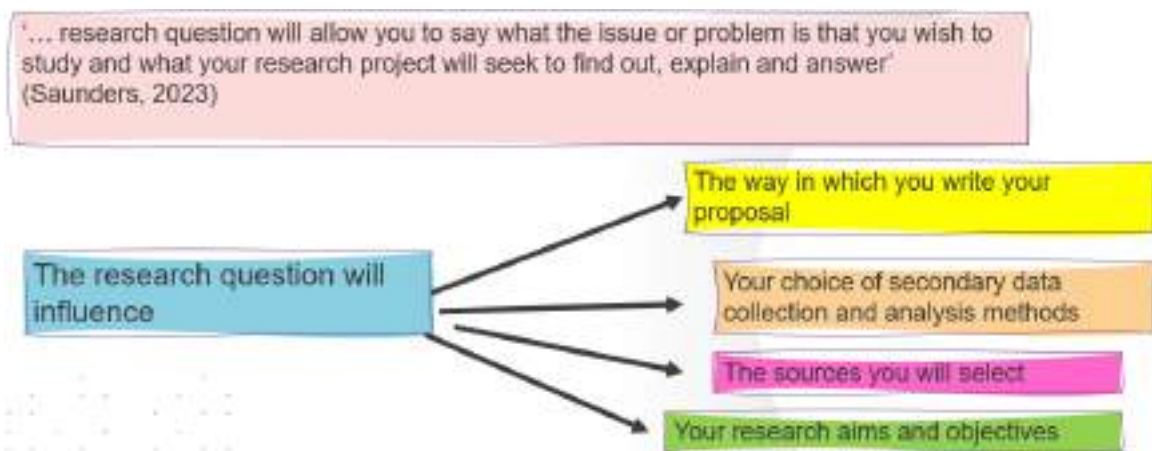 ‘… research question will allow you to say what the issue or problem is that you wish to
study and what your research project will seek to find out, explain and answer’
(Saunders, 2023)
The research question will
influence
The way in which you write your
proposal
Your choice of secondary data
collection and analysis methods
The sources you will select
Your research aims and objectives